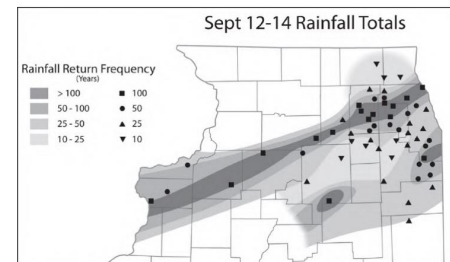 Sept 12-14 Rainfall Totals
Rainfall Return Frequency
(Years)
> 100 100
50 - 100 50
25 - 50 25
10 - 25 10